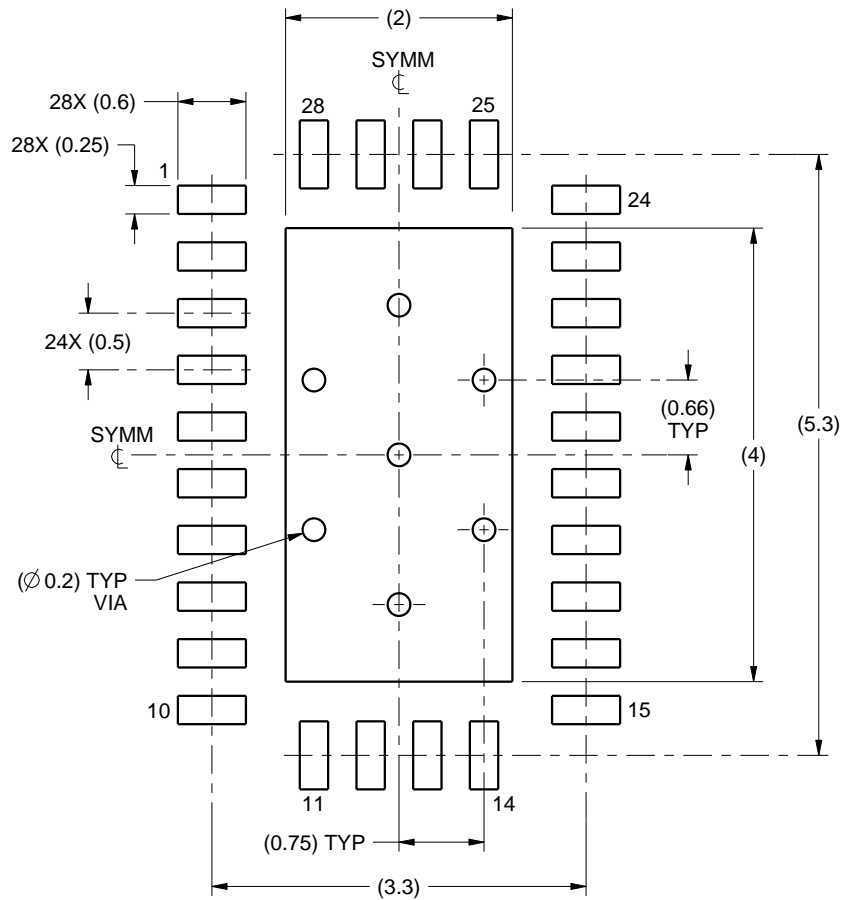 (2)
SYMM
℄
28X (0.6)
28
25
28X (0.25)
1
24
24X (0.5)
(0.66)
TYP
(5.3)
SYMM
℄
(4)
(∅ 0.2) TYP
VIA
10
15
11
14
(0.75) TYP
(3.3)